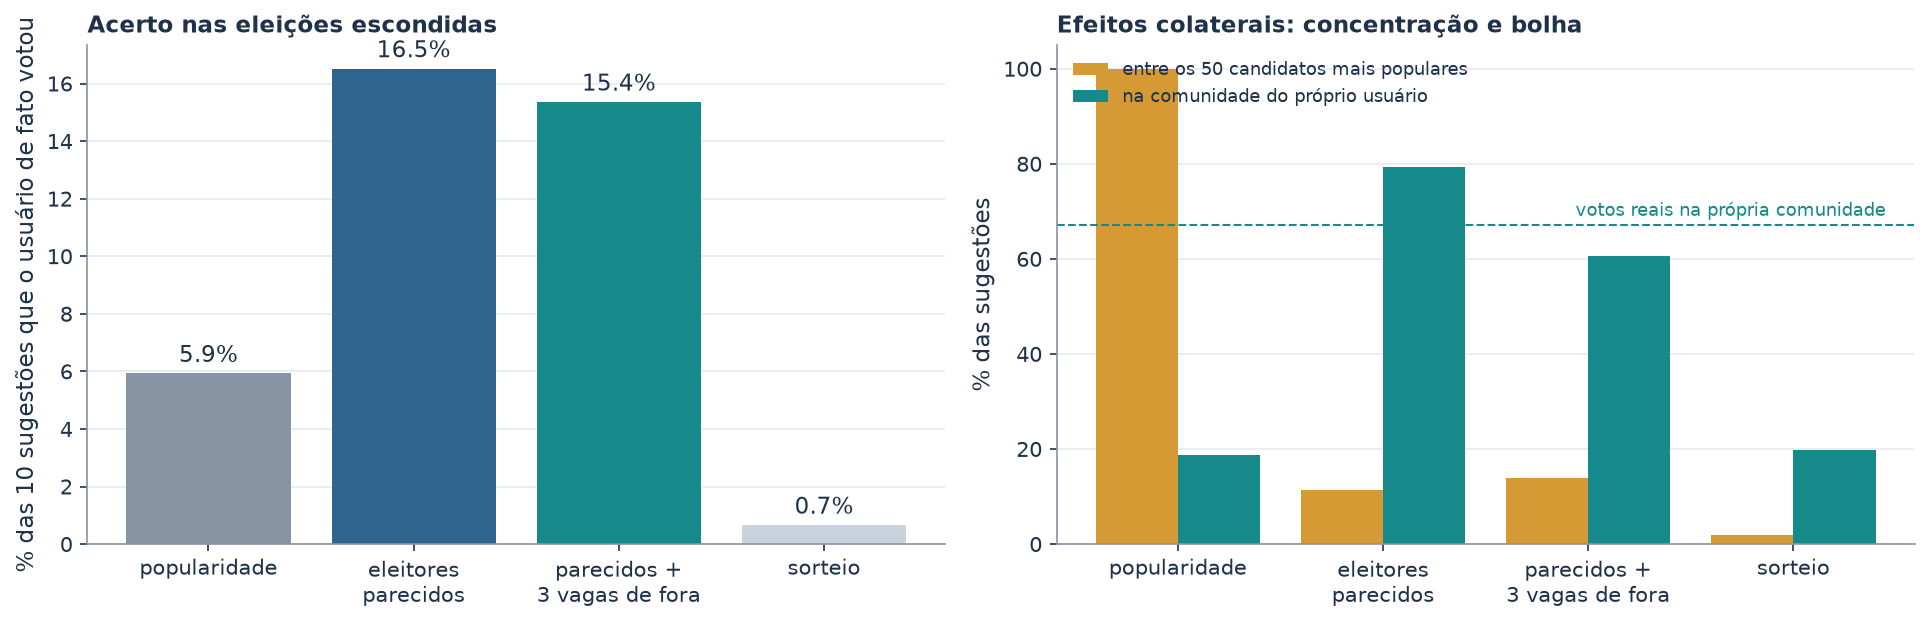 Acerto nas eleições escondidas
% das 10 sugestões que o usuário de fato votou
16
14
12
10
8
6
4
2
0
5.9%
16.5%
15.4%
0.7%
popularidade
eleitores
parecidos
parecidos +
3 vagas de fora
sorteio
Efeitos colaterais: concentração e bolha
% das sugestões
100
80
60
40
20
0
entre os 50 candidatos mais populares
na comunidade do próprio usuário
votos reais na própria comunidade
popularidade
eleitores
parecidos
parecidos +
3 vagas de fora
sorteio